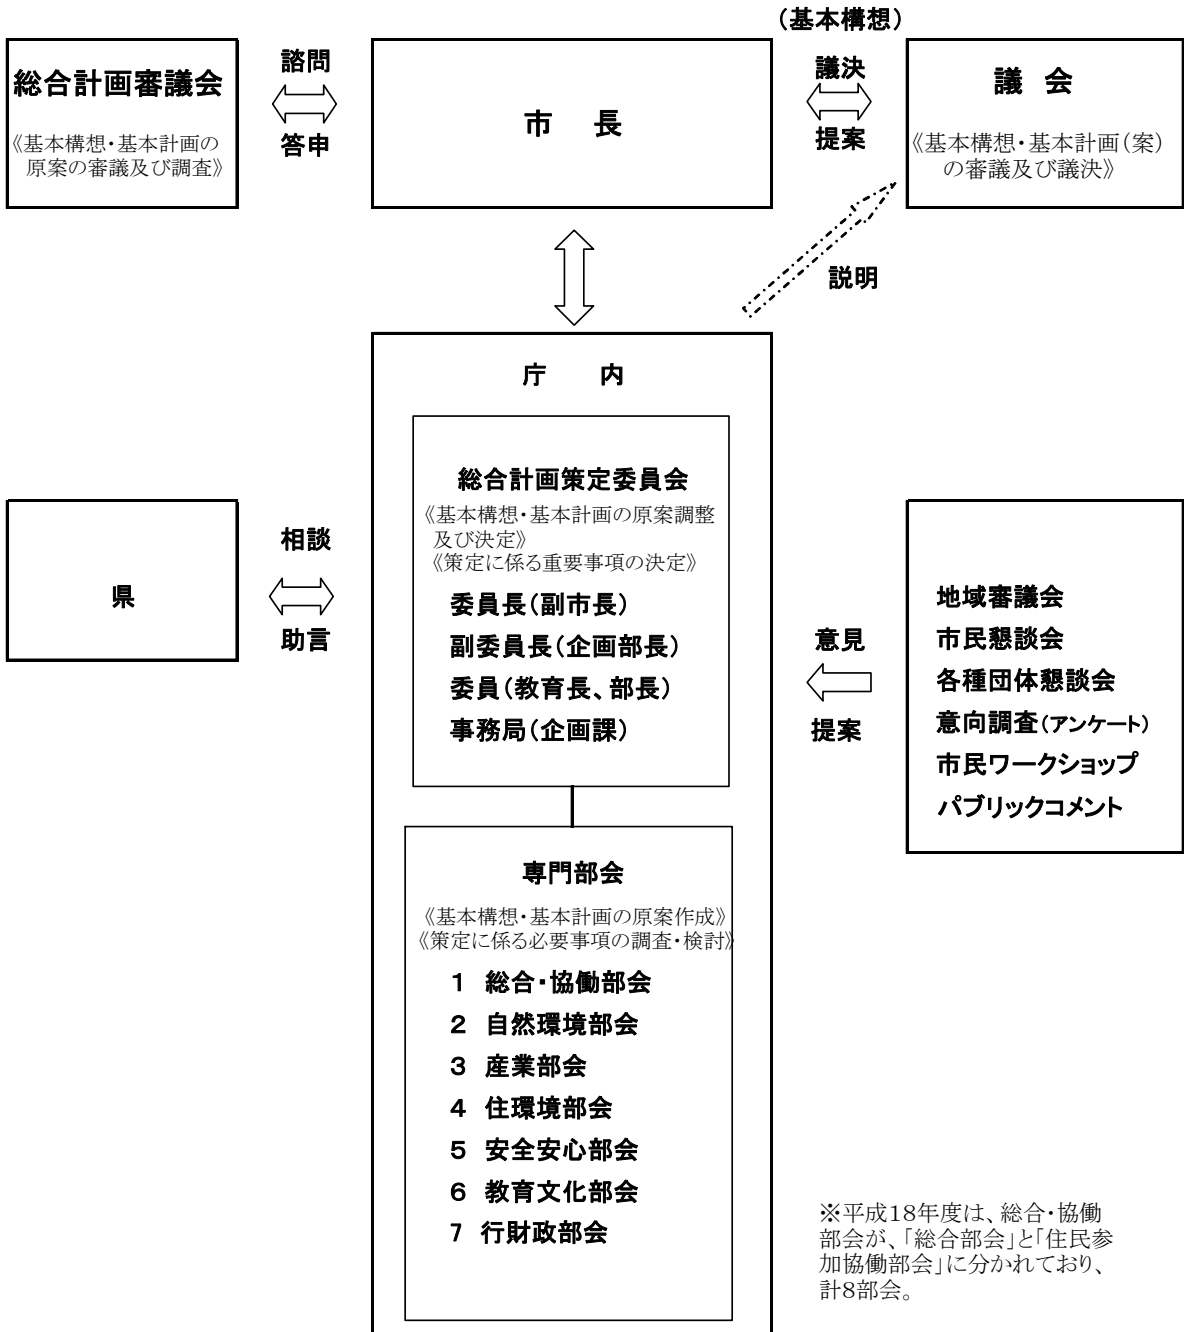 (基本構想)
総合計画審議会
《基本構想・基本計画の
原案の審議及び調査》
諮問
答申
市 長
議決
提案
議 会
《基本構想・基本計画(案)
の審議及び議決》
説明
庁 内
総合計画策定委員会
《基本構想・基本計画の原案調整
及び決定》
《策定に係る重要事項の決定》
委員長(副市長)
副委員長(企画部長)
委員(教育長、部長)
事務局(企画課)
県
相談
助言
意見
提案
地域審議会
市民懇談会
各種団体懇談会
意向調査(アンケート)
市民ワークショップ
パブリックコメント
専門部会
《基本構想・基本計画の原案作成》
《策定に係る必要事項の調査・検討》
1 総合・協働部会
2 自然環境部会
3 産業部会
4 住環境部会
5 安全安心部会
6 教育文化部会
7 行財政部会
※平成18年度は、総合・協働
部会が、「総合部会」と「住民参
加協働部会」に分かれており、
計8部会。